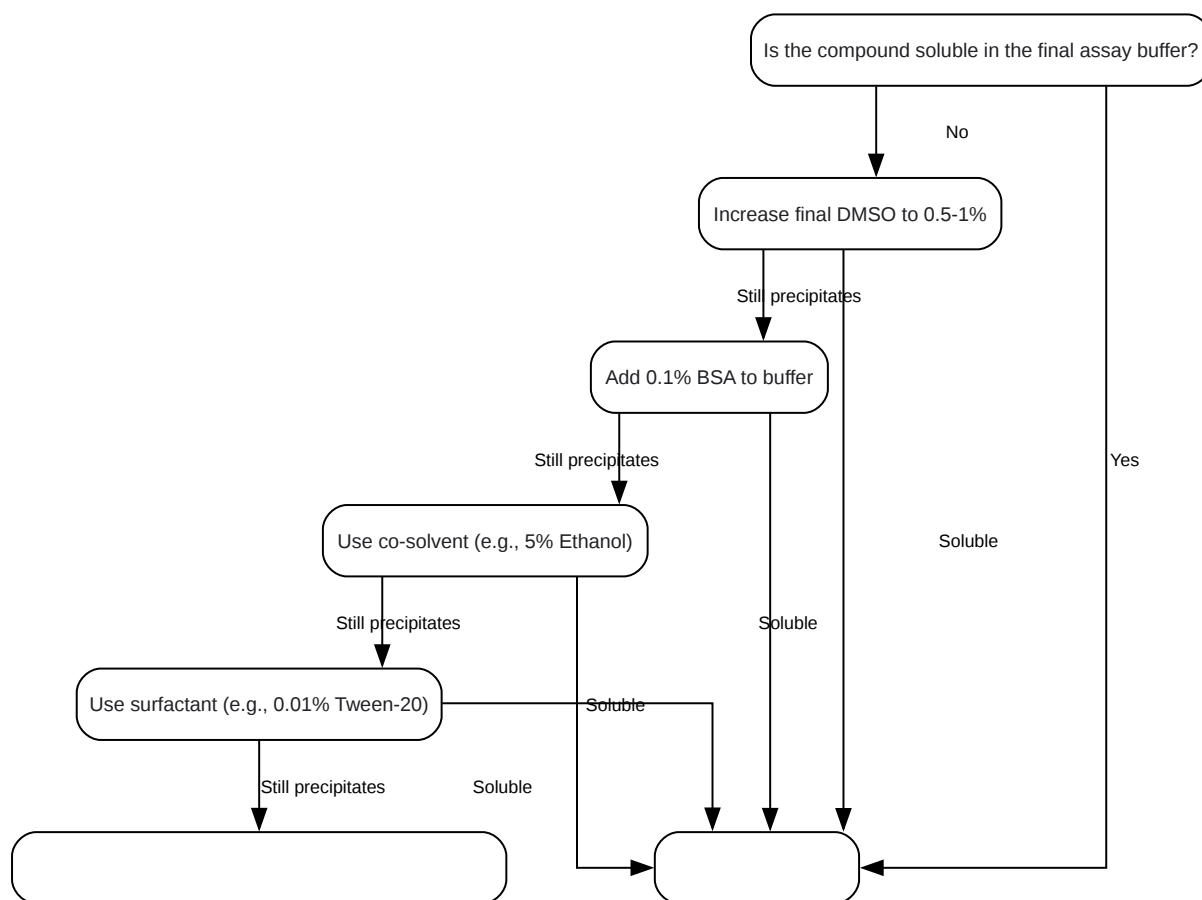 Is the compound soluble in the final assay buffer?
No
Increase final DMSO to 0.5-1%
Still precipitates
Add 0.1% BSA to buffer
Still precipitates
Yes
Use co-solvent (e.g., 5% Ethanol)
Soluble
Still precipitates
Soluble
Use surfactant (e.g., 0.01% Tween-20)
Soluble
Still precipitates
Soluble